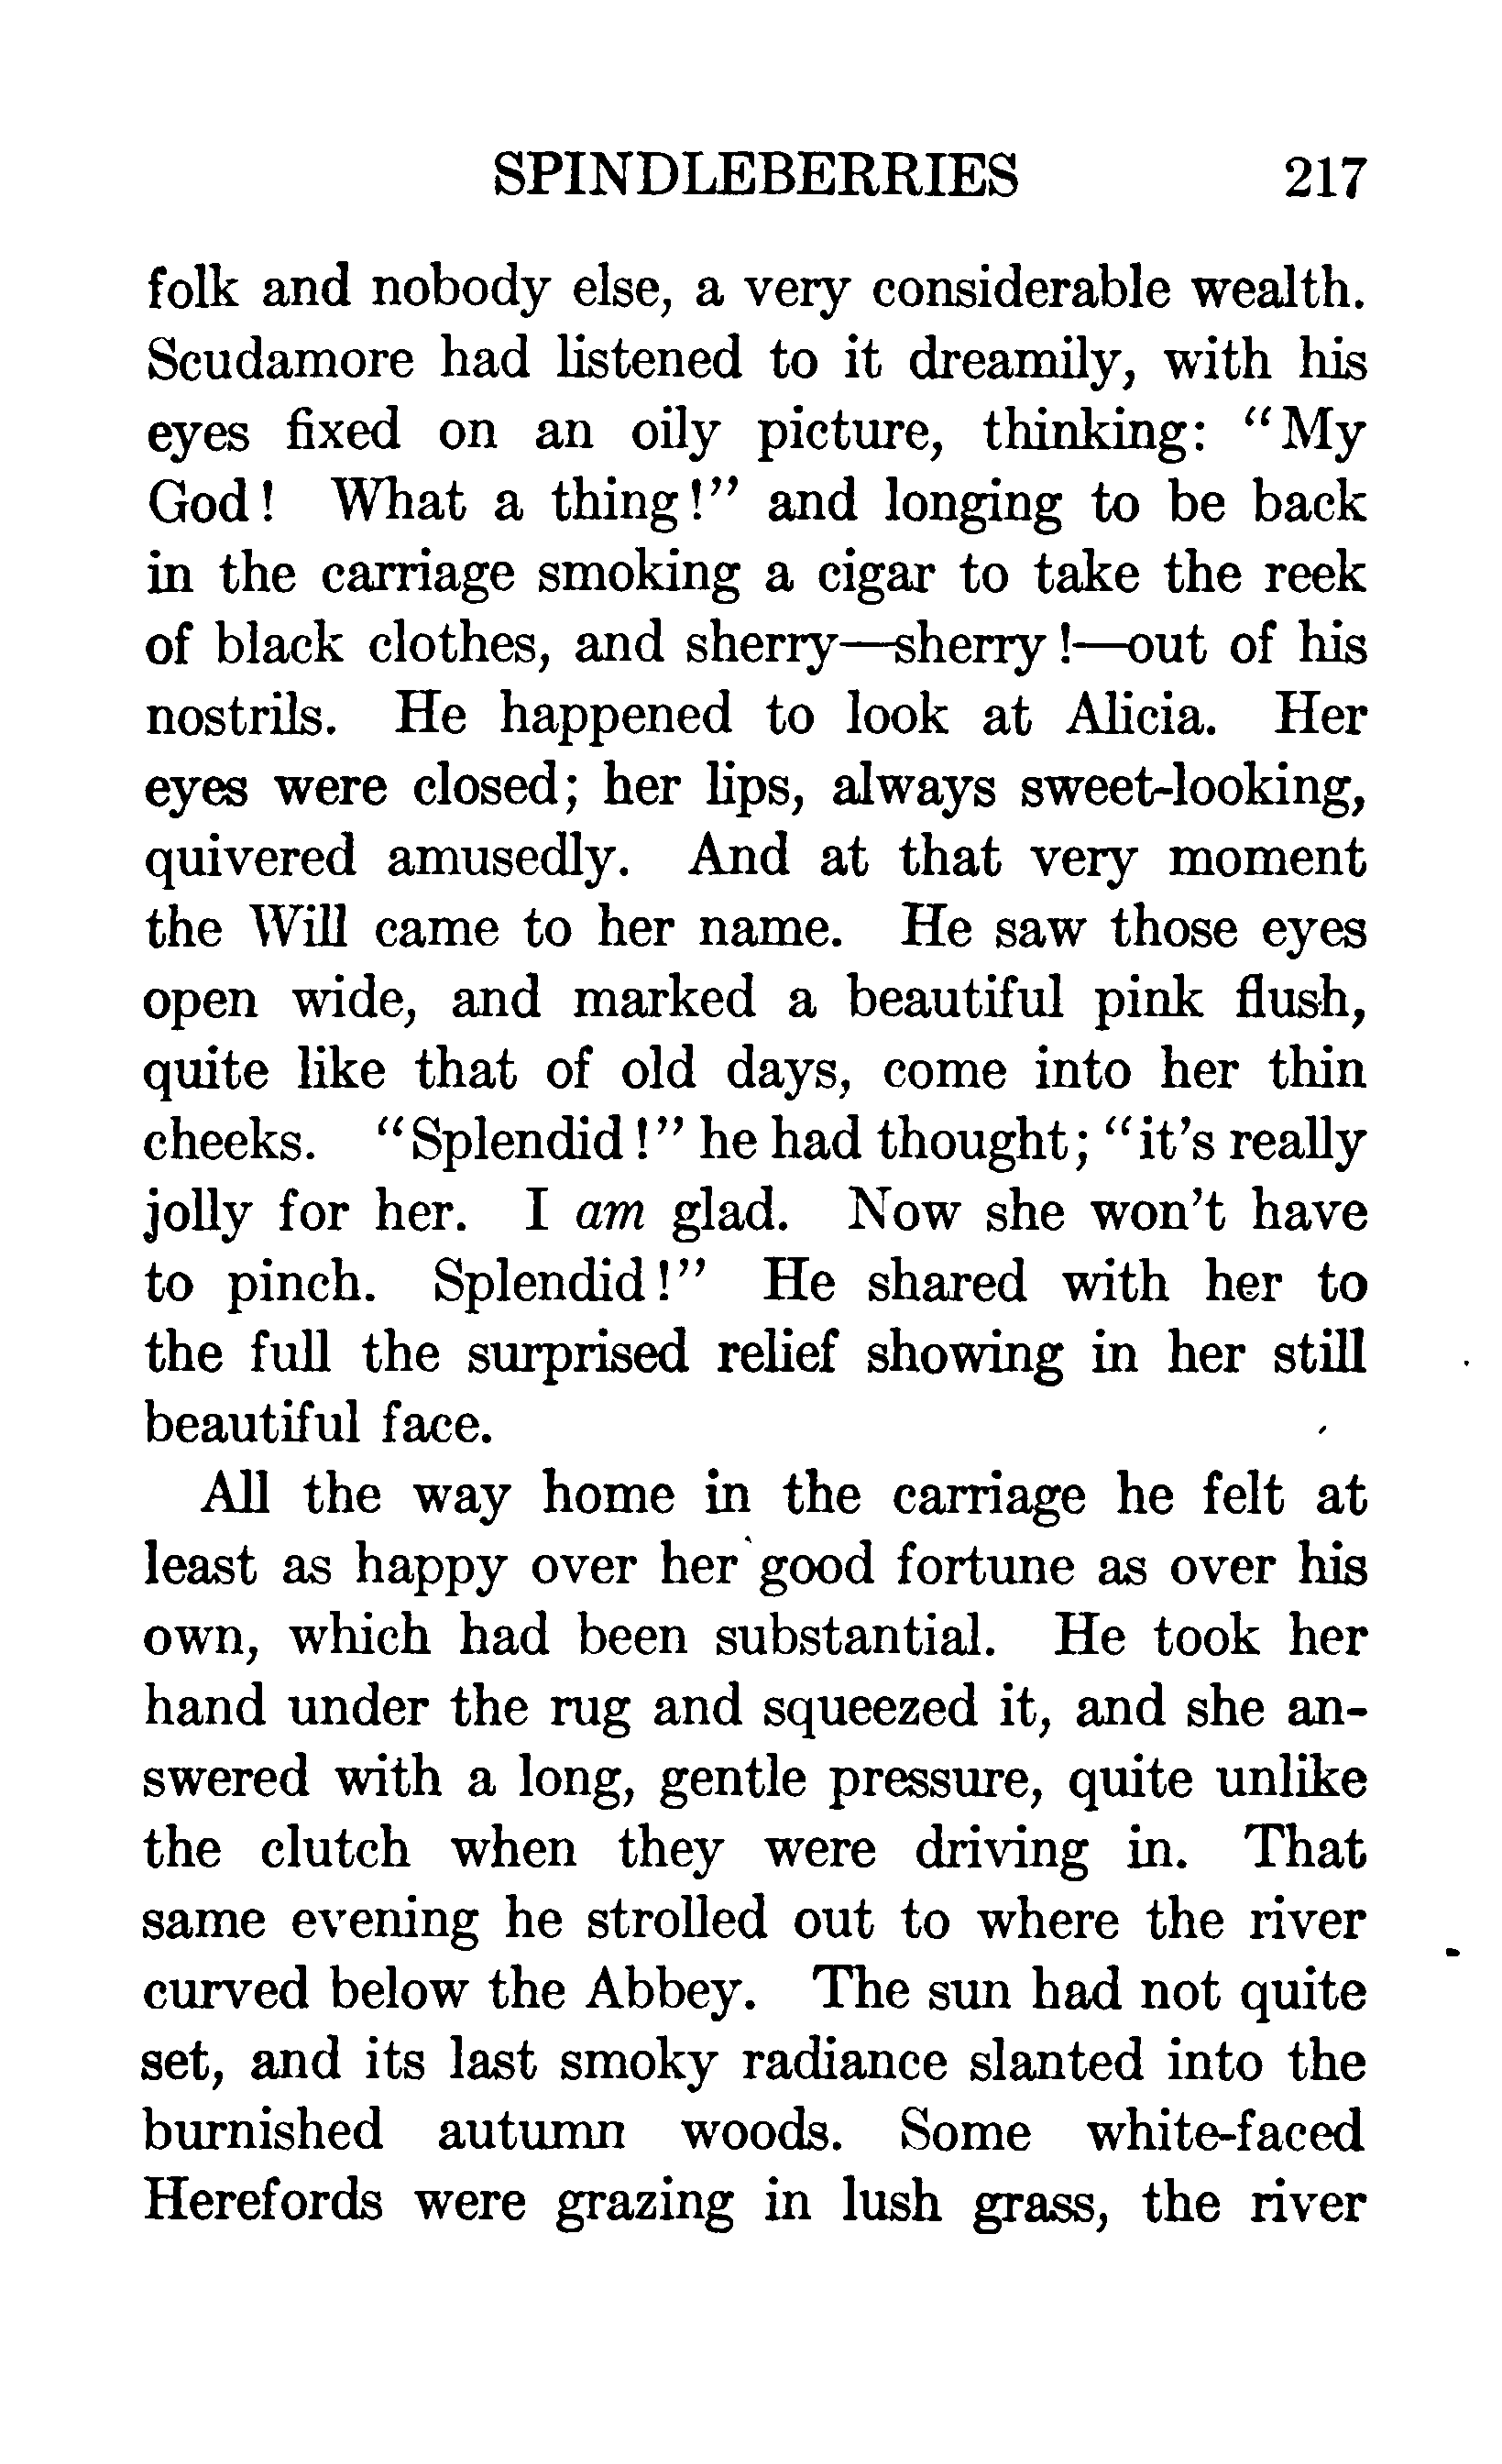 SPINDLEBERRIES 217
folk and nobody else, a very considerable wealth.
Scudamore had listened to it dreamily, with his
eyes fixed on an oily picture, thinking: “My
God! What a thing!” and longing to be back
in the carriage smoking a cigar to take the reek
of black clothes, and sherry—sherry!—out of his
nostrils. He happened to look at Alicia. Her
eyes were closed; her lips, always sweet-looking,
quivered amusedly. And at that very moment
the Will came to her name. He saw those eyes
open wide, and marked a beautiful pink flush,
quite like that of old days, come into her thin
cheeks. “Splendid!” he had thought; “it’s really
jolly for her. I am glad. Now she won’t have
to pinch. Splendid!” He shared with her to
the full the surprised relief showing in her still
beautiful face.
All the way home in the carriage he felt at
least as happy over her good fortune as over his
own, which had been substantial. He took her
hand under the rug and squeezed it, and she an-
swered with a long, gentle pressure, quite unlike
the clutch when they were driving in. That
same evening he strolled out to where the river
curved below the Abbey. The sun had not quite
set, and its last smoky radiance slanted into the
burnished autumn woods. Some white-faced
Herefords were grazing in lush grass, the river